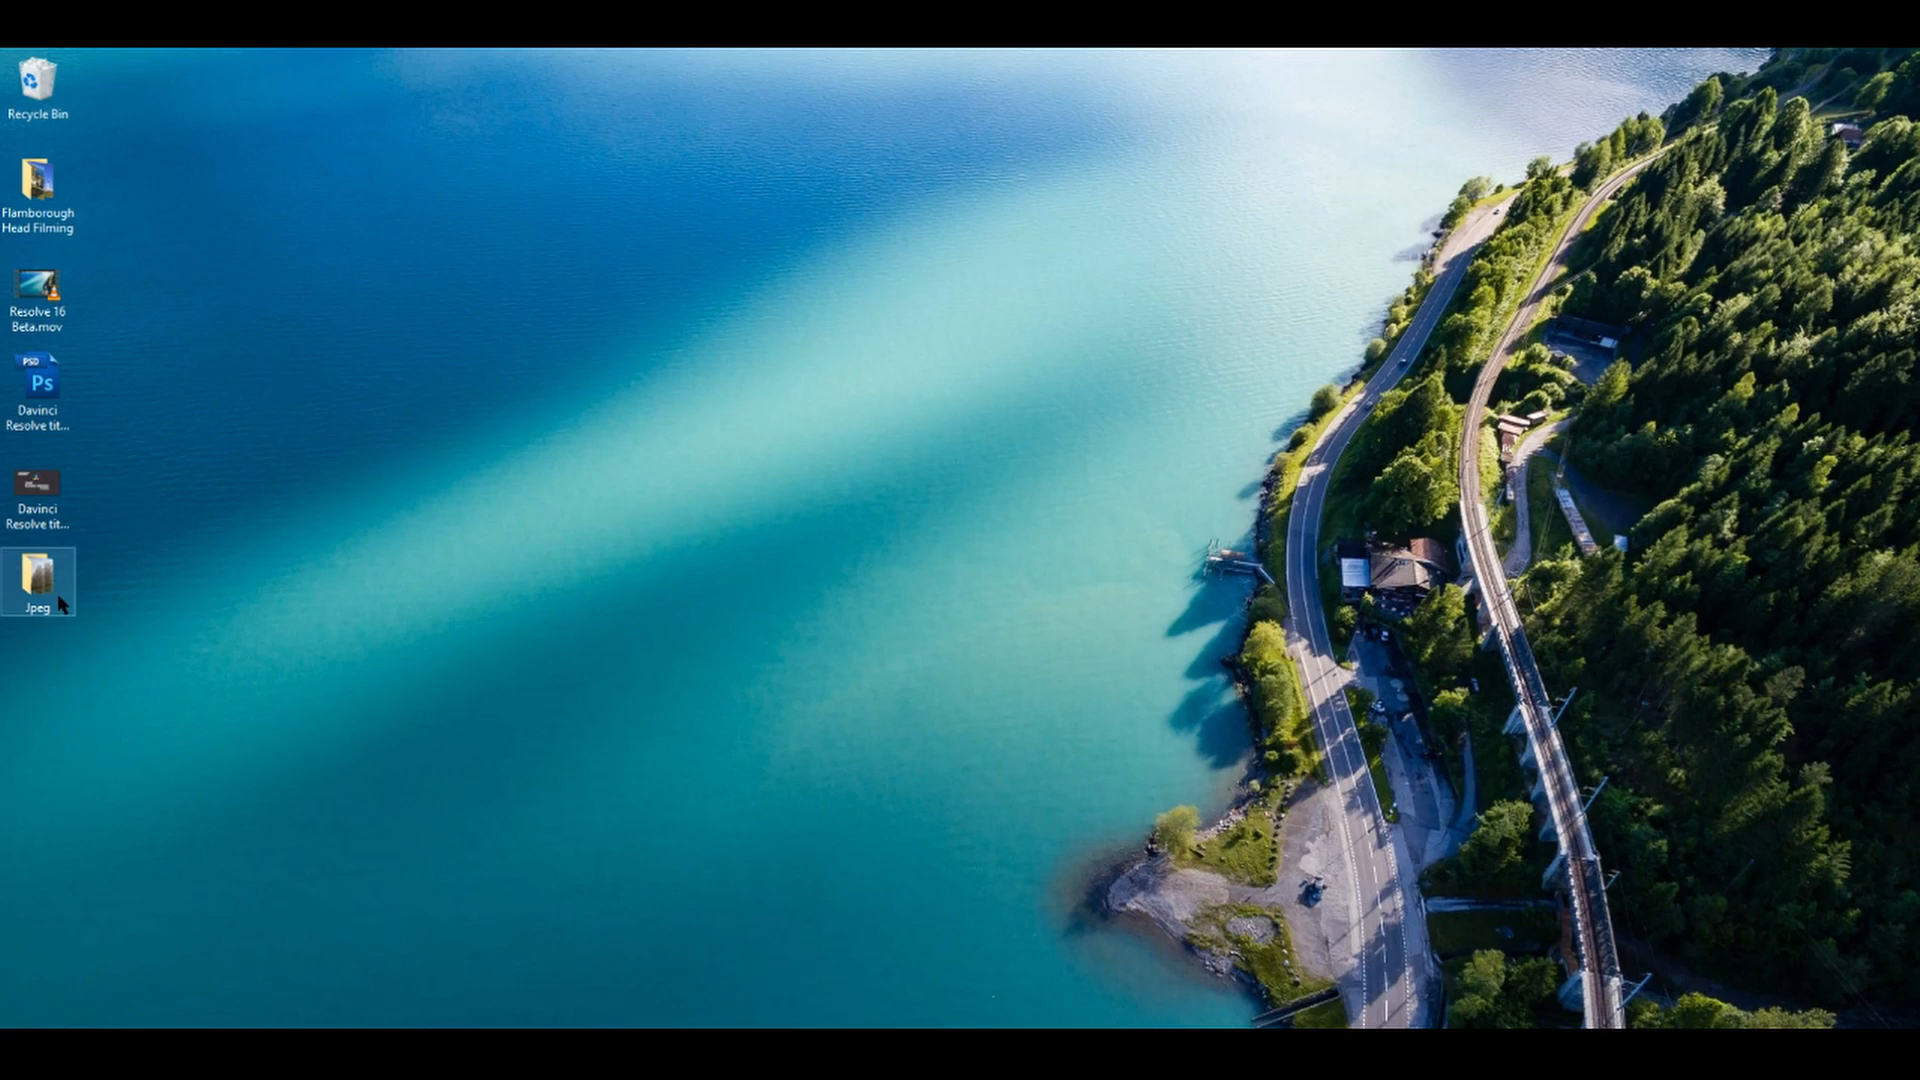 Recycle Bin
Flamborough
Head Filming
Resolve 16
Beta.mov
PSD
Ps
Davinci
Resolve tit...
Davinci
Resolve tit...
Jpeg